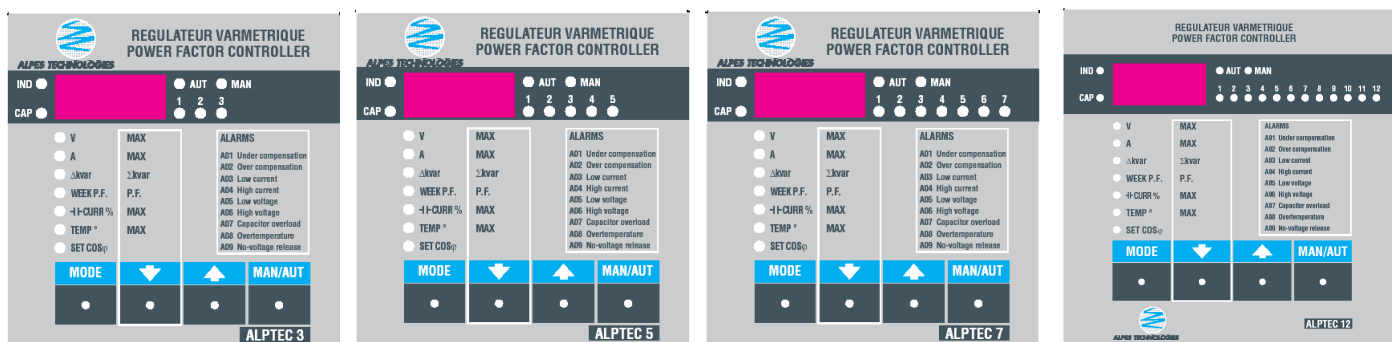 REGULATEUR VARMETRIQUE
POWER FACTOR CONTROLLER
ALPES TECHNOLOGIES
IND AUT MAN
1 2 3
CAP
V MAX ALARMS
A MAX A01 Under compensation
A02 Over compensation
∆kvar Σkvar A03 Low current
A04 High current
WEEK P.F. P.F. A05 Low voltage
⊣⊢CURR % MAX A06 High voltage
A07 Capacitor overload
TEMP ° MAX A08 Overtemperature
SET COSφ A09 No-voltage release
MODE MAN/AUT
ALPTEC 3
REGULATEUR VARMETRIQUE
POWER FACTOR CONTROLLER
ALPES TECHNOLOGIES
IND AUT MAN
1 2 3 4 5
CAP
V MAX ALARMS
A MAX A01 Under compensation
A02 Over compensation
∆kvar Σkvar A03 Low current
A04 High current
WEEK P.F. P.F. A05 Low voltage
⊣⊢CURR % MAX A06 High voltage
A07 Capacitor overload
TEMP ° MAX A08 Overtemperature
SET COSφ A09 No-voltage release
MODE MAN/AUT
ALPTEC 5
REGULATEUR VARMETRIQUE
POWER FACTOR CONTROLLER
ALPES TECHNOLOGIES
IND AUT MAN
1 2 3 4 5 6 7
CAP
V MAX ALARMS
A MAX A01 Under compensation
A02 Over compensation
∆kvar Σkvar A03 Low current
A04 High current
WEEK P.F. P.F. A05 Low voltage
⊣⊢CURR % MAX A06 High voltage
A07 Capacitor overload
TEMP ° MAX A08 Overtemperature
SET COSφ A09 No-voltage release
MODE MAN/AUT
ALPTEC 7
REGULATEUR VARMETRIQUE
POWER FACTOR CONTROLLER
IND AUT MAN
1 2 3 4 5 6 7 8 9 10 11 12
CAP
V MAX ALARMS
A01 Under compensation
A MAX A02 Over compensation
∆kvar Σkvar A03 Low current
A04 High current
WEEK P.F. P.F. A05 Low voltage
⊣⊢CURR % MAX A06 High voltage
A07 Capacitor overload
TEMP ° MAX A08 Overtemperature
SET COSφ A09 No-voltage release
MODE MAN/AUT
ALPTEC 12
ALPES TECHNOLOGIES